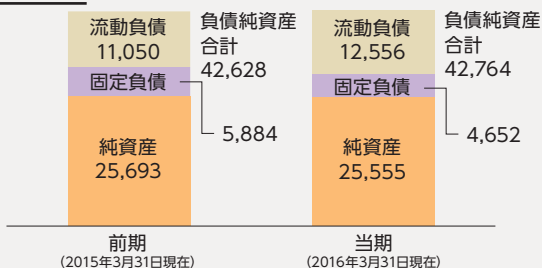 流動負債
11,050
負債純資産
合計
42,628
固定負債
5,884
純資産
25,693
前期
(2015年3月31日現在)
流動負債
12,556
負債純資産
合計
42,764
固定負債
4,652
純資産
25,555
当期
(2016年3月31日現在)